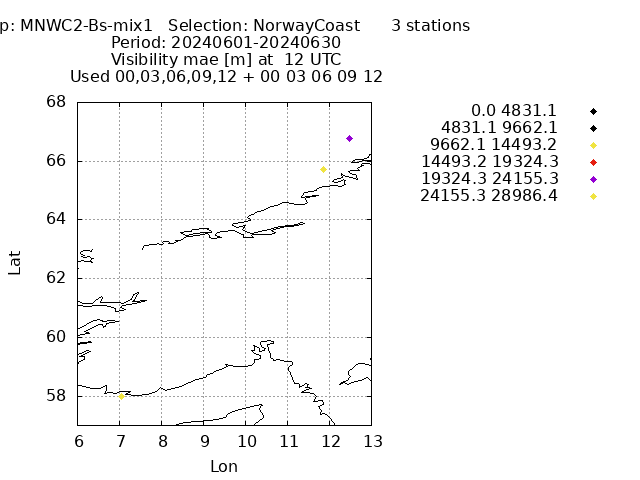 p: MNWC2-Bs-mix1 Selection: NorwayCoast 3 stations
Period: 20240601-20240630
Visibility mae [m] at 12 UTC
Used 00,03,06,09,12 + 00 03 06 09 12
0.0 4831.1
4831.1 9662.1
9662.1 14493.2
14493.2 19324.3
19324.3 24155.3
24155.3 28986.4
68
66
64
62
60
58
Lat
6 7 8 9 10 11 12 13
Lon